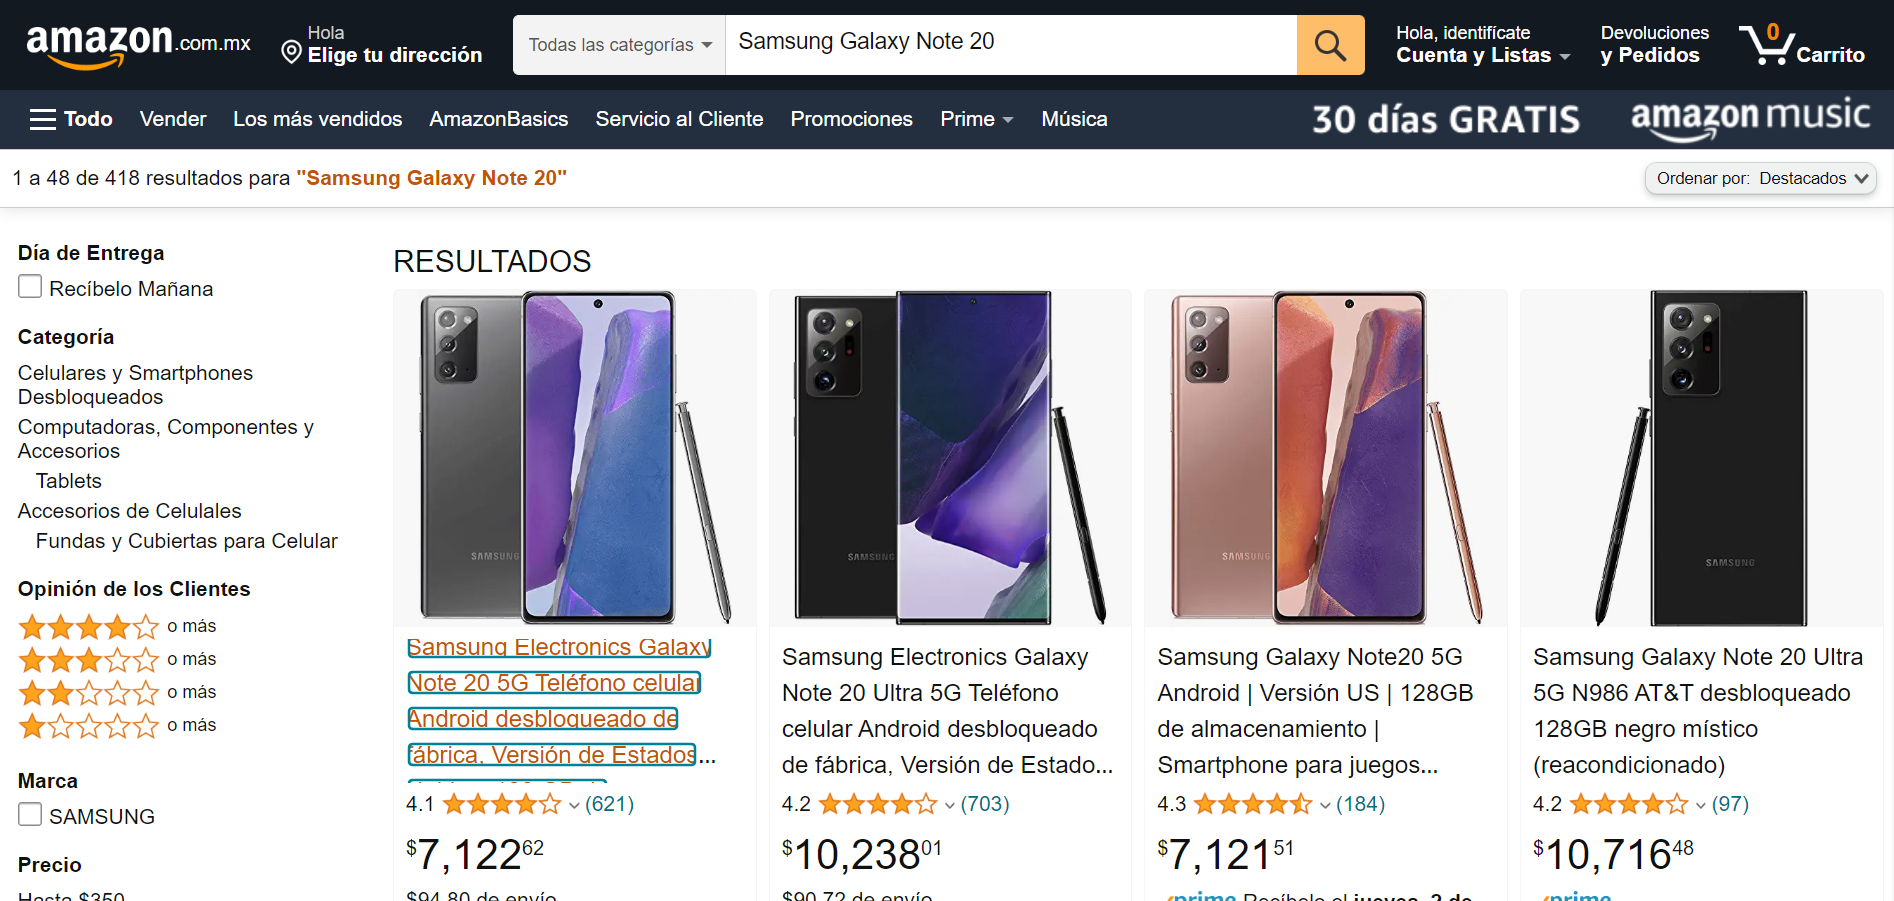 amazon.com.mx
Hola
Elige tu dirección
Todas las categorías
Samsung Galaxy Note 20
Hola, identifícate
Cuenta y Listas
Devoluciones
y Pedidos
0
Carrito
Todo
Vender
Los más vendidos
AmazonBasics
Servicio al Cliente
Promociones
Prime
Música
30 días GRATIS
amazon music
1 a 48 de 418 resultados para "Samsung Galaxy Note 20"
Ordenar por: Destacados
Día de Entrega
Recíbelo Mañana
Categoría
Celulares y Smartphones
Desbloqueados
Computadoras, Componentes y
Accesorios
Tablets
Accesorios de Celulales
Fundas y Cubiertas para Celular
Opinión de los Clientes
o más
o más
o más
o más
Marca
SAMSUNG
Precio
Hasta $350
RESULTADOS
SAMSUNG
Samsung Electronics Galaxy
Note 20 5G Teléfono celular
Android desbloqueado de
fábrica, Versión de Estados...
4.1
(621)
$7,12262
$94.80 de envío
SAMSUNG
Samsung Electronics Galaxy
Note 20 Ultra 5G Teléfono
celular Android desbloqueado
de fábrica, Versión de Estado...
4.2
(703)
$10,23801
$90.72 de envío
SAMSUNG
Samsung Galaxy Note20 5G
Android | Versión US | 128GB
de almacenamiento |
Smartphone para juegos...
4.3
(184)
$7,12151
prime Recíbelo el jueves, 2 de
SAMSUNG
Samsung Galaxy Note 20 Ultra
5G N986 AT&T desbloqueado
128GB negro místico
(reacondicionado)
4.2
(97)
$10,71648
prime